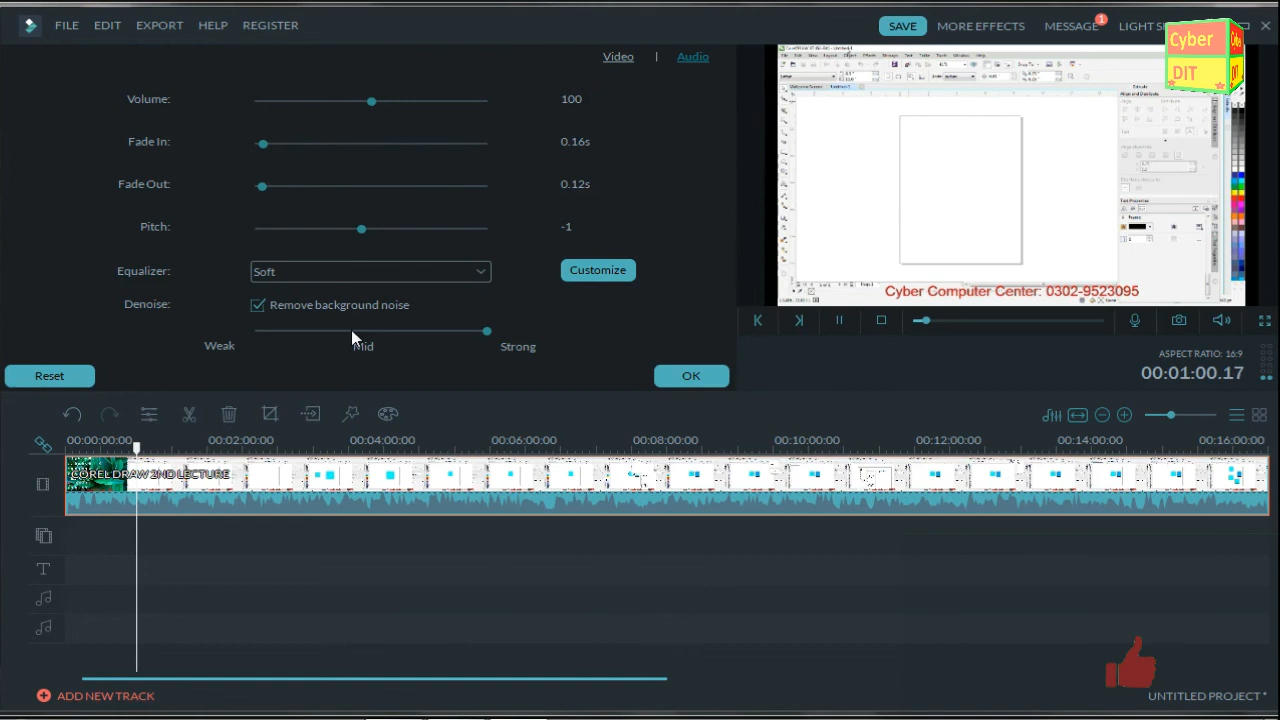 FILE EDIT EXPORT HELP REGISTER SAVE MORE EFFECTS MESSAGE 1
Cyber
DIT
Video | Audio
Volume: 100
Fade In: 0.16s
Fade Out: 0.12s
Pitch: -1
Equalizer: Soft Customize
Denoise: Remove background noise
Weak Mid Strong
Reset OK
Cyber Computer Center: 0302-9523095
ASPECT RATIO: 16:9
00:01:00.17
00:00:00:00 00:02:00:00 00:04:00:00 00:06:00:00 00:08:00:00 00:10:00:00 00:12:00:00 00:14:00:00 00:16:00:00
CORELDRAW 2ND LECTURE
ADD NEW TRACK
UNTITLED PROJECT *